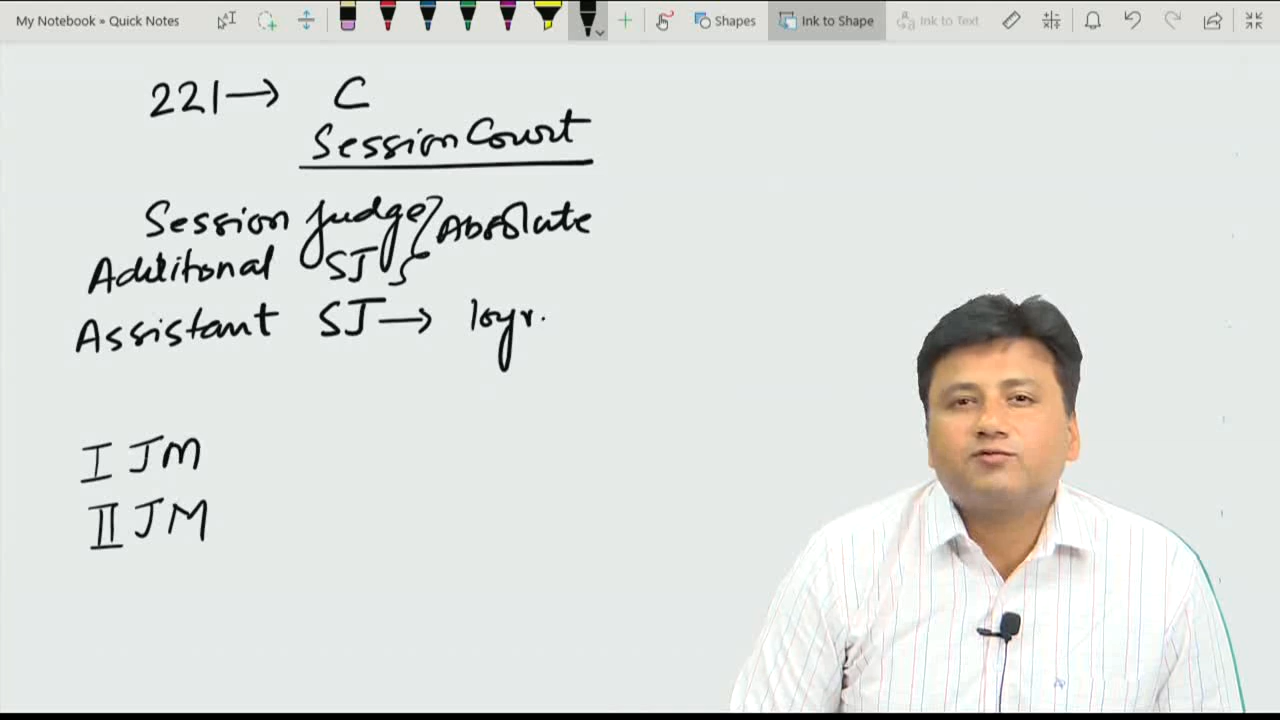 My Notebook » Quick Notes Shapes Ink to Shape Ink to Text
221→ C
Session Court
Session Judge } Absolute
Additonal SJ
Assistant SJ → 10yr.
I JM
II JM